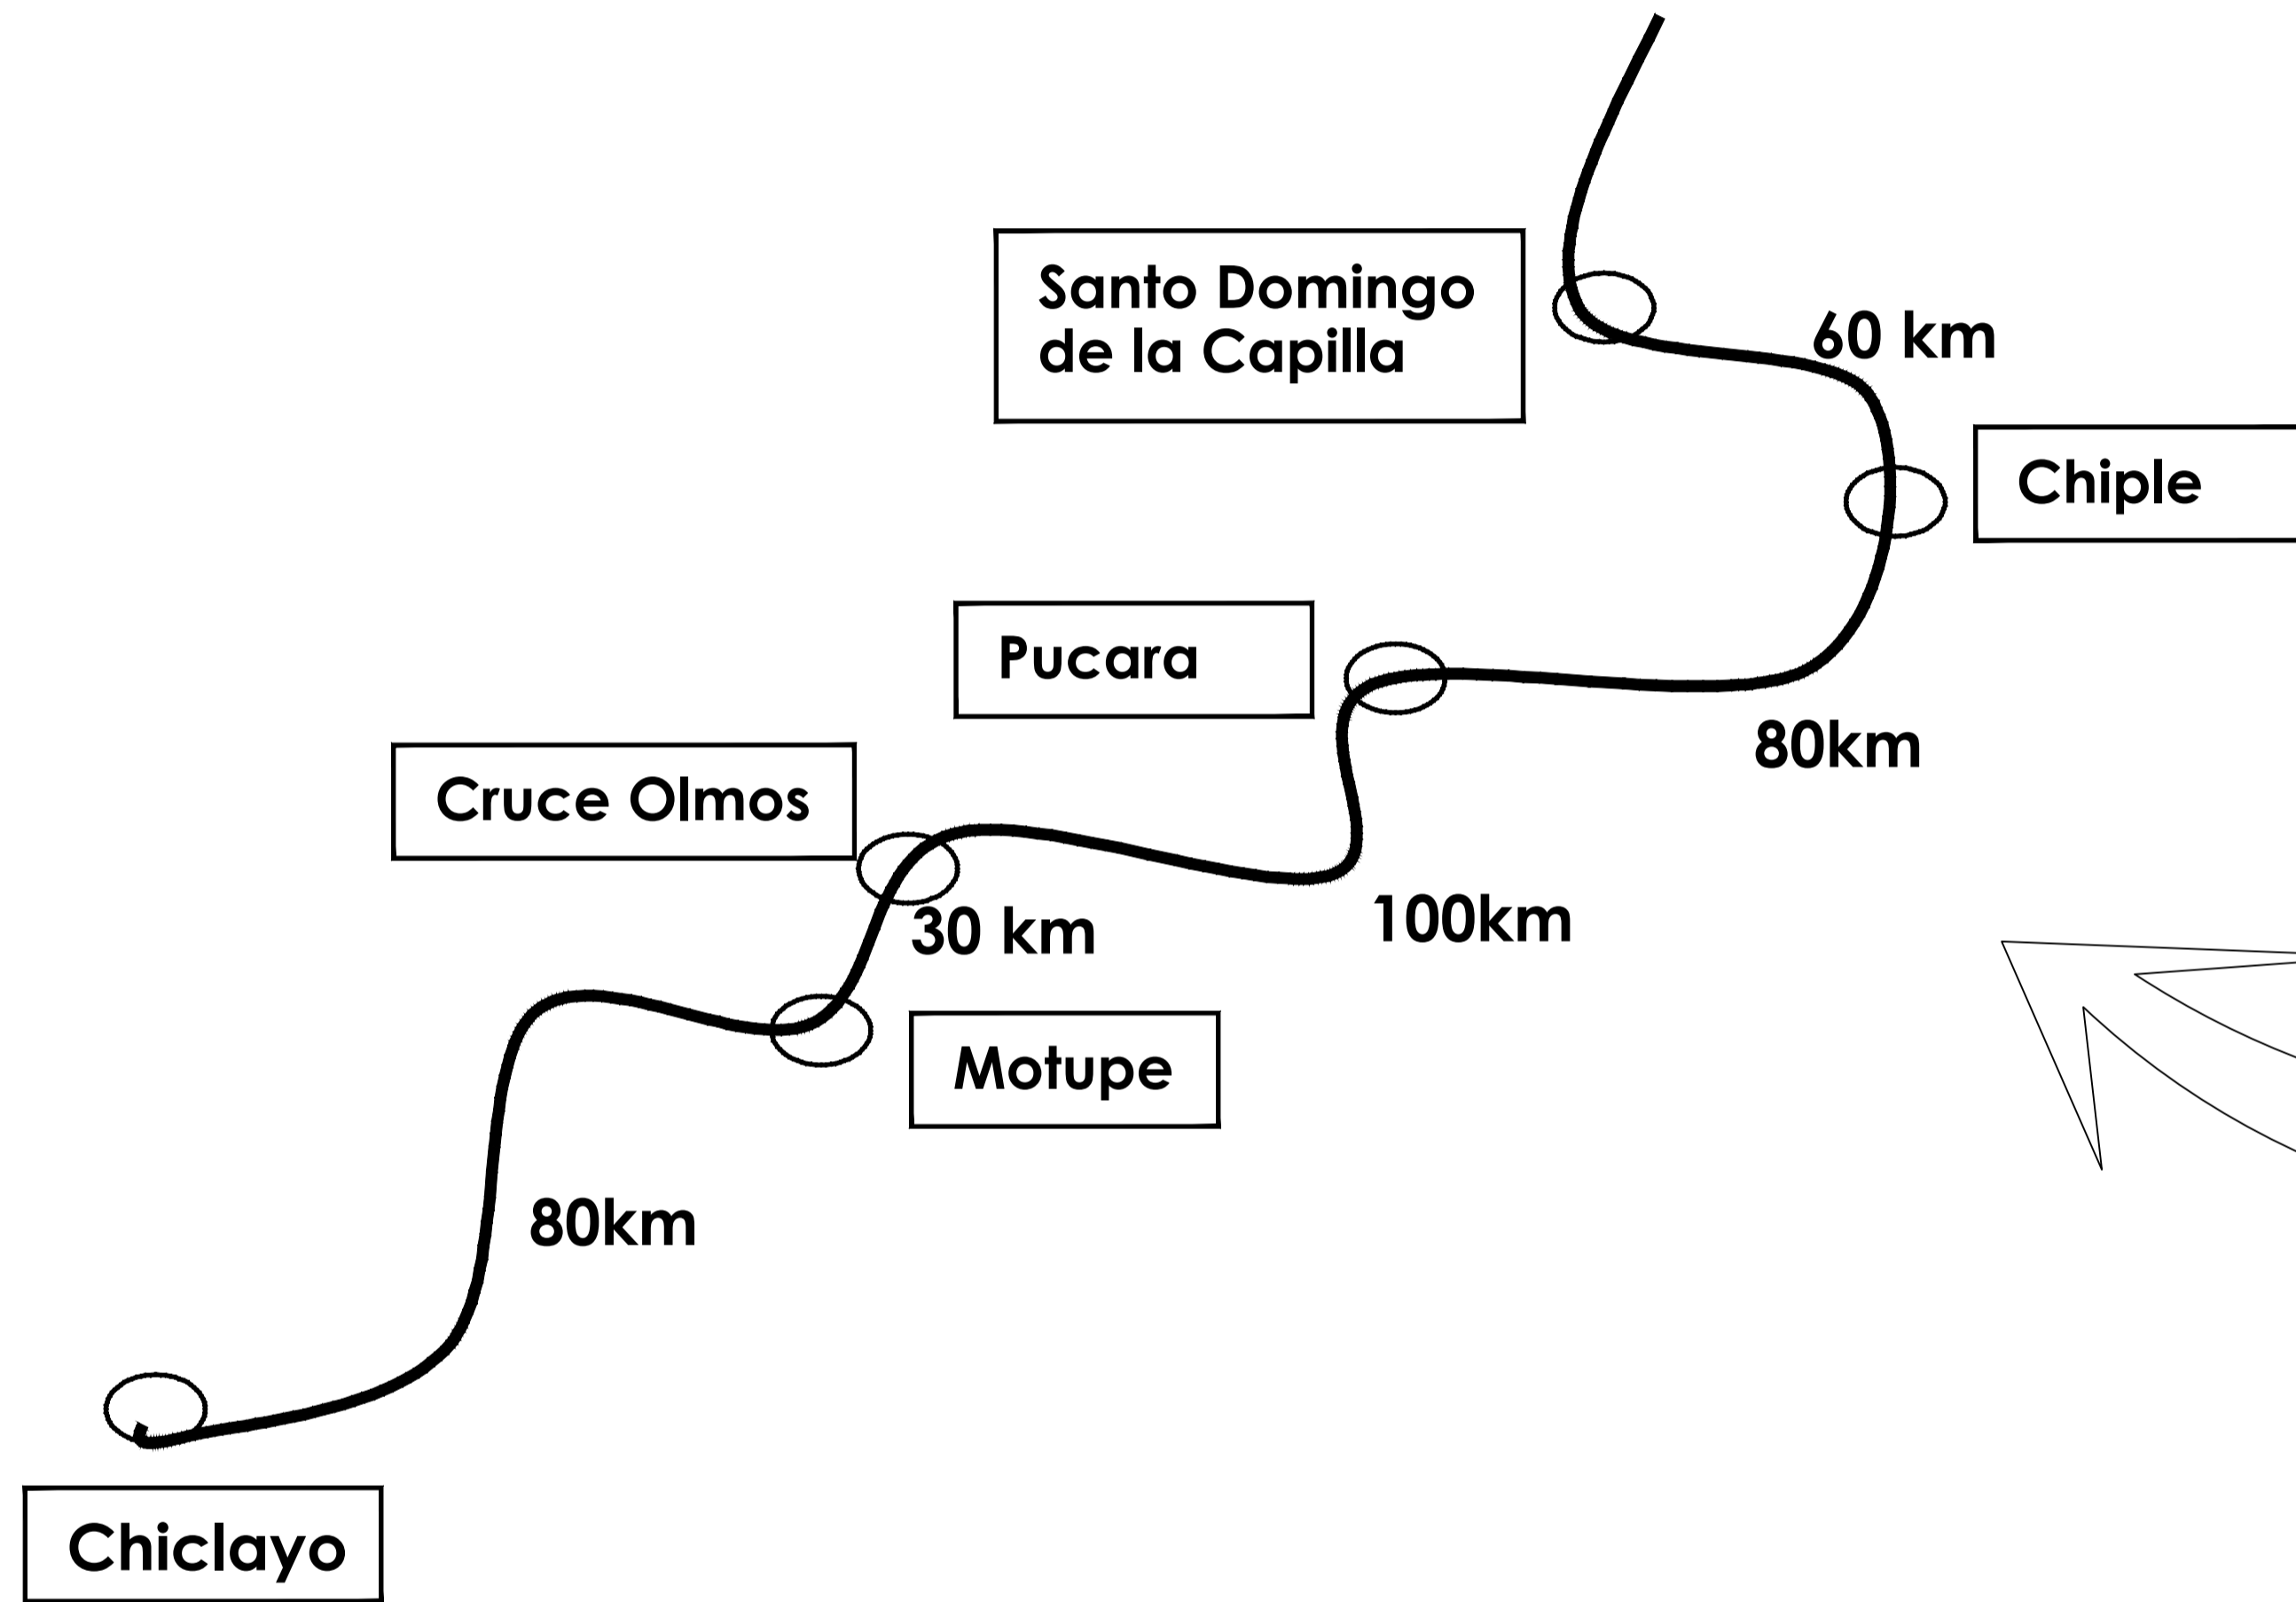 Santo Domingo
de la Capilla
60 km
Chiple
Pucara
80km
Cruce Olmos
30 km
100km
Motupe
80km
Chiclayo